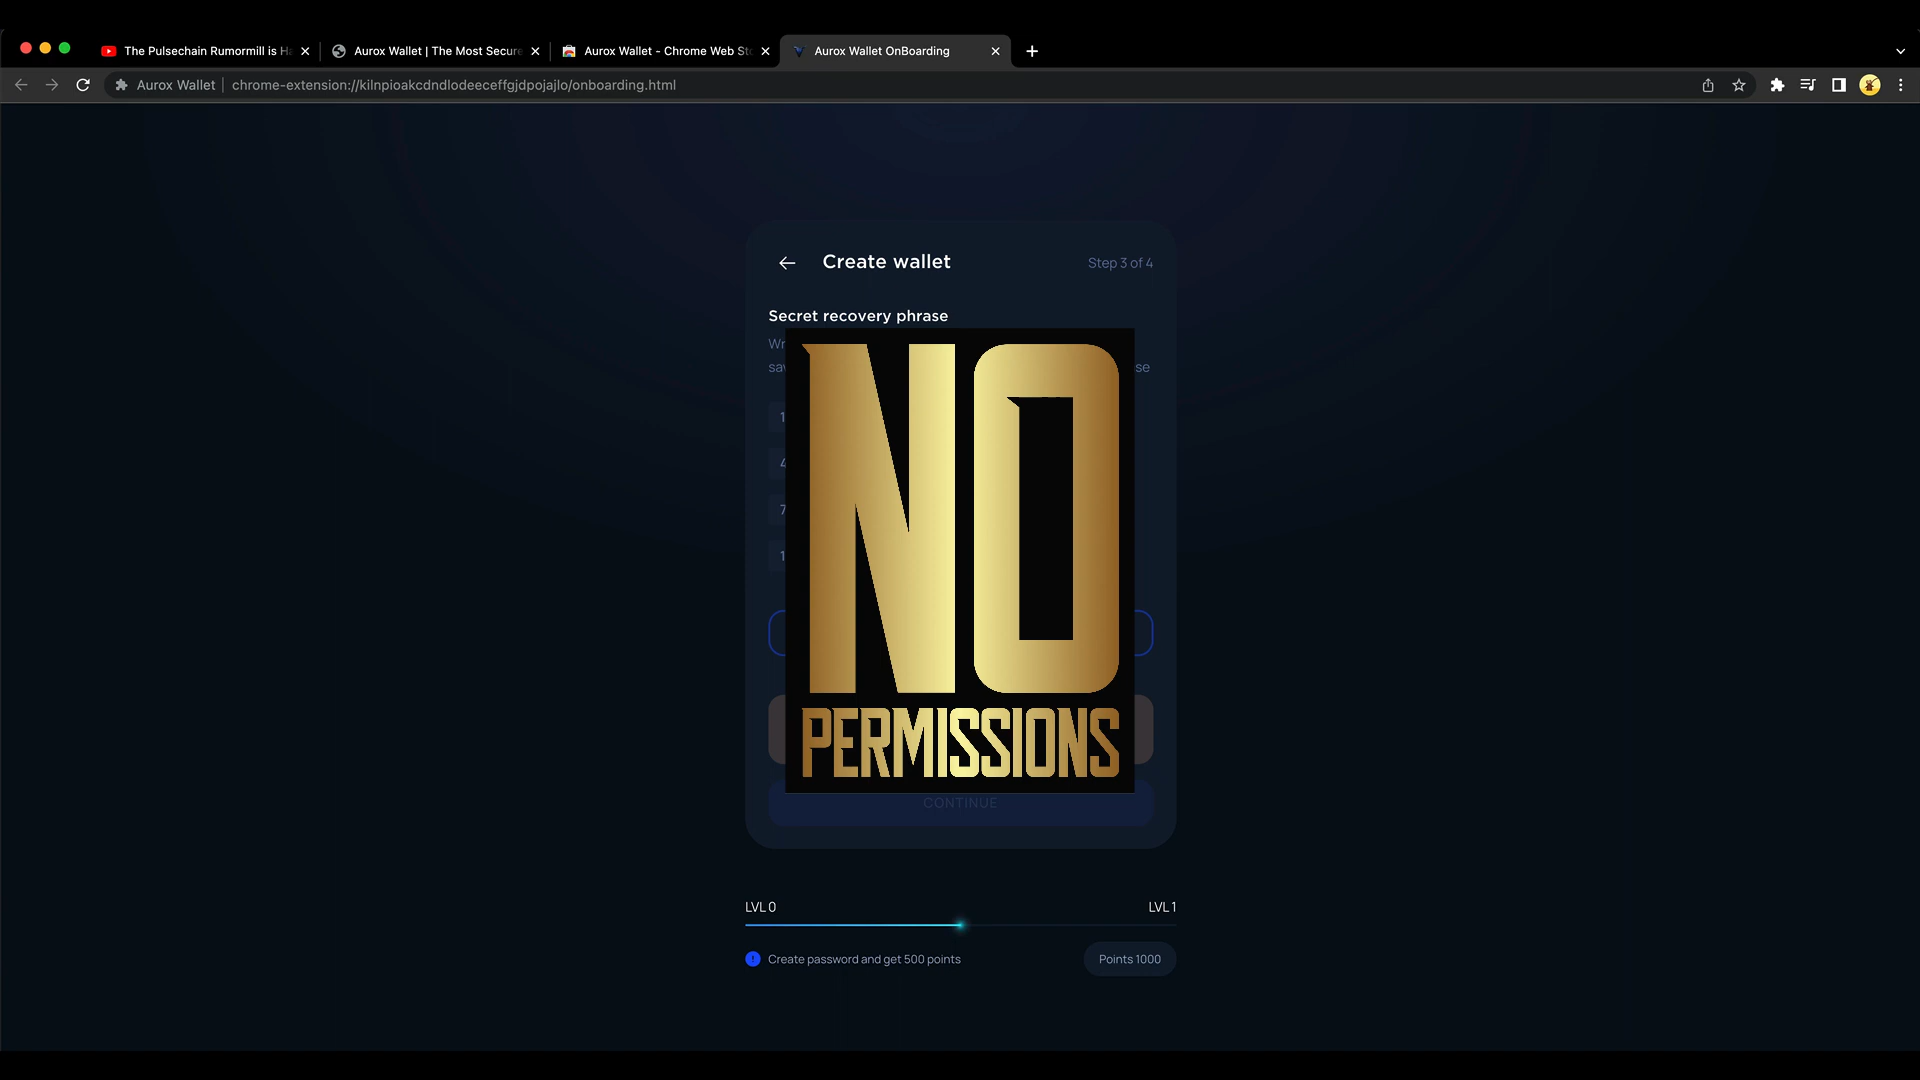 The Pulsechain Rumormill is Ha
Aurox Wallet | The Most Secure
Aurox Wallet - Chrome Web Sto
Aurox Wallet OnBoarding
Aurox Wallet | chrome-extension://kilnpioakcdndlodeeceffgjdpojajlo/onboarding.html
Create wallet
Step 3 of 4
Secret recovery phrase
NO
PERMISSIONS
CONTINUE
LVL 0
LVL 1
Create password and get 500 points
Points 1000